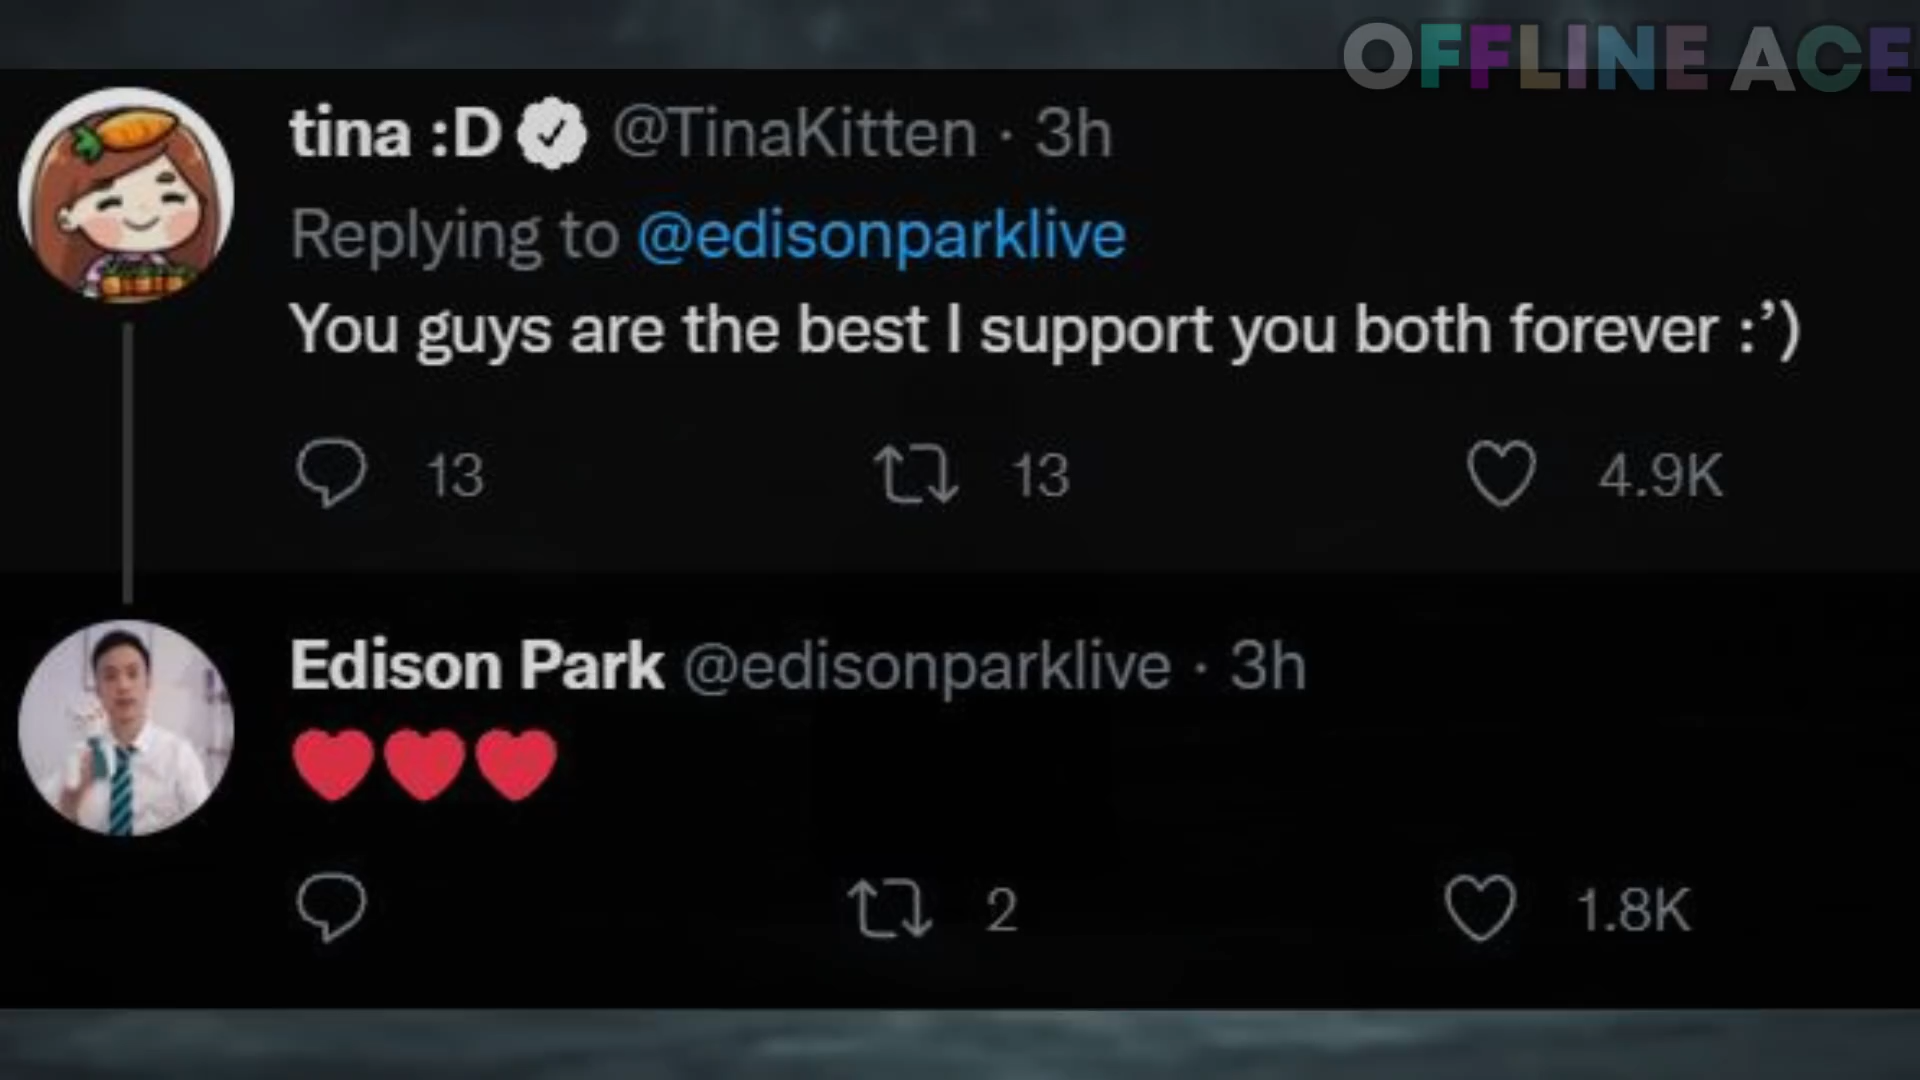 OFFLINE ACE
tina :D @TinaKitten · 3h
Replying to @edisonparklive
You guys are the best I support you both forever :’)
13 13 4.9K
Edison Park @edisonparklive · 3h
❤❤❤
2 1.8K